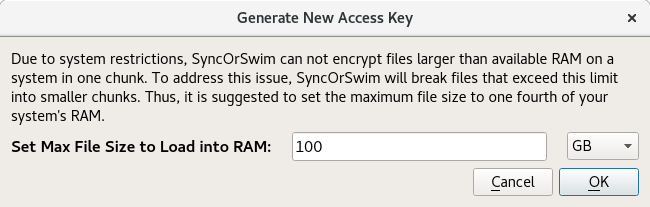 Generate New Access Key
×
Due to system restrictions, SyncOrSwim can not encrypt files larger than available RAM on a
system in one chunk. To address this issue, SyncOrSwim will break files that exceed this limit
into smaller chunks. Thus, it is suggested to set the maximum file size to one fourth of your
system's RAM.
Set Max File Size to Load into RAM: 100 GB
Cancel OK